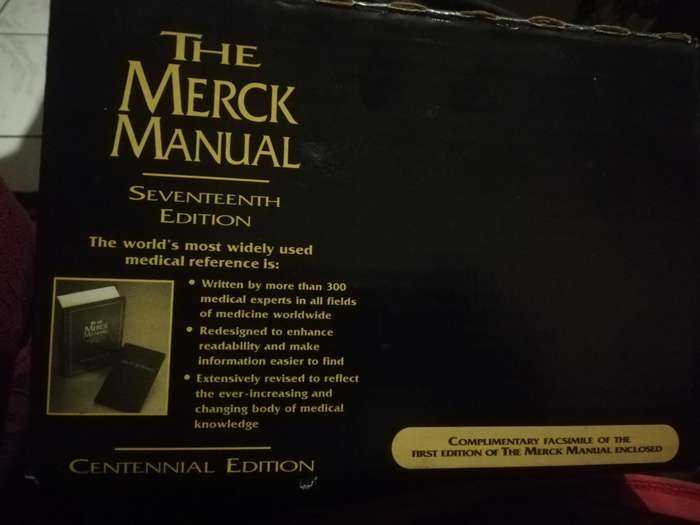 THE
MERCK
MANUAL
SEVENTEENTH
EDITION
The world's most widely used
medical reference is:
• Written by more than 300
medical experts in all fields
of medicine worldwide
• Redesigned to enhance
readability and make
information easier to find
• Extensively revised to reflect
the ever-increasing and
changing body of medical
knowledge
MERCK
MANUAL
CENTENNIAL EDITION
COMPLIMENTARY FACSIMILE OF THE
FIRST EDITION OF THE MERCK MANUAL ENCLOSED